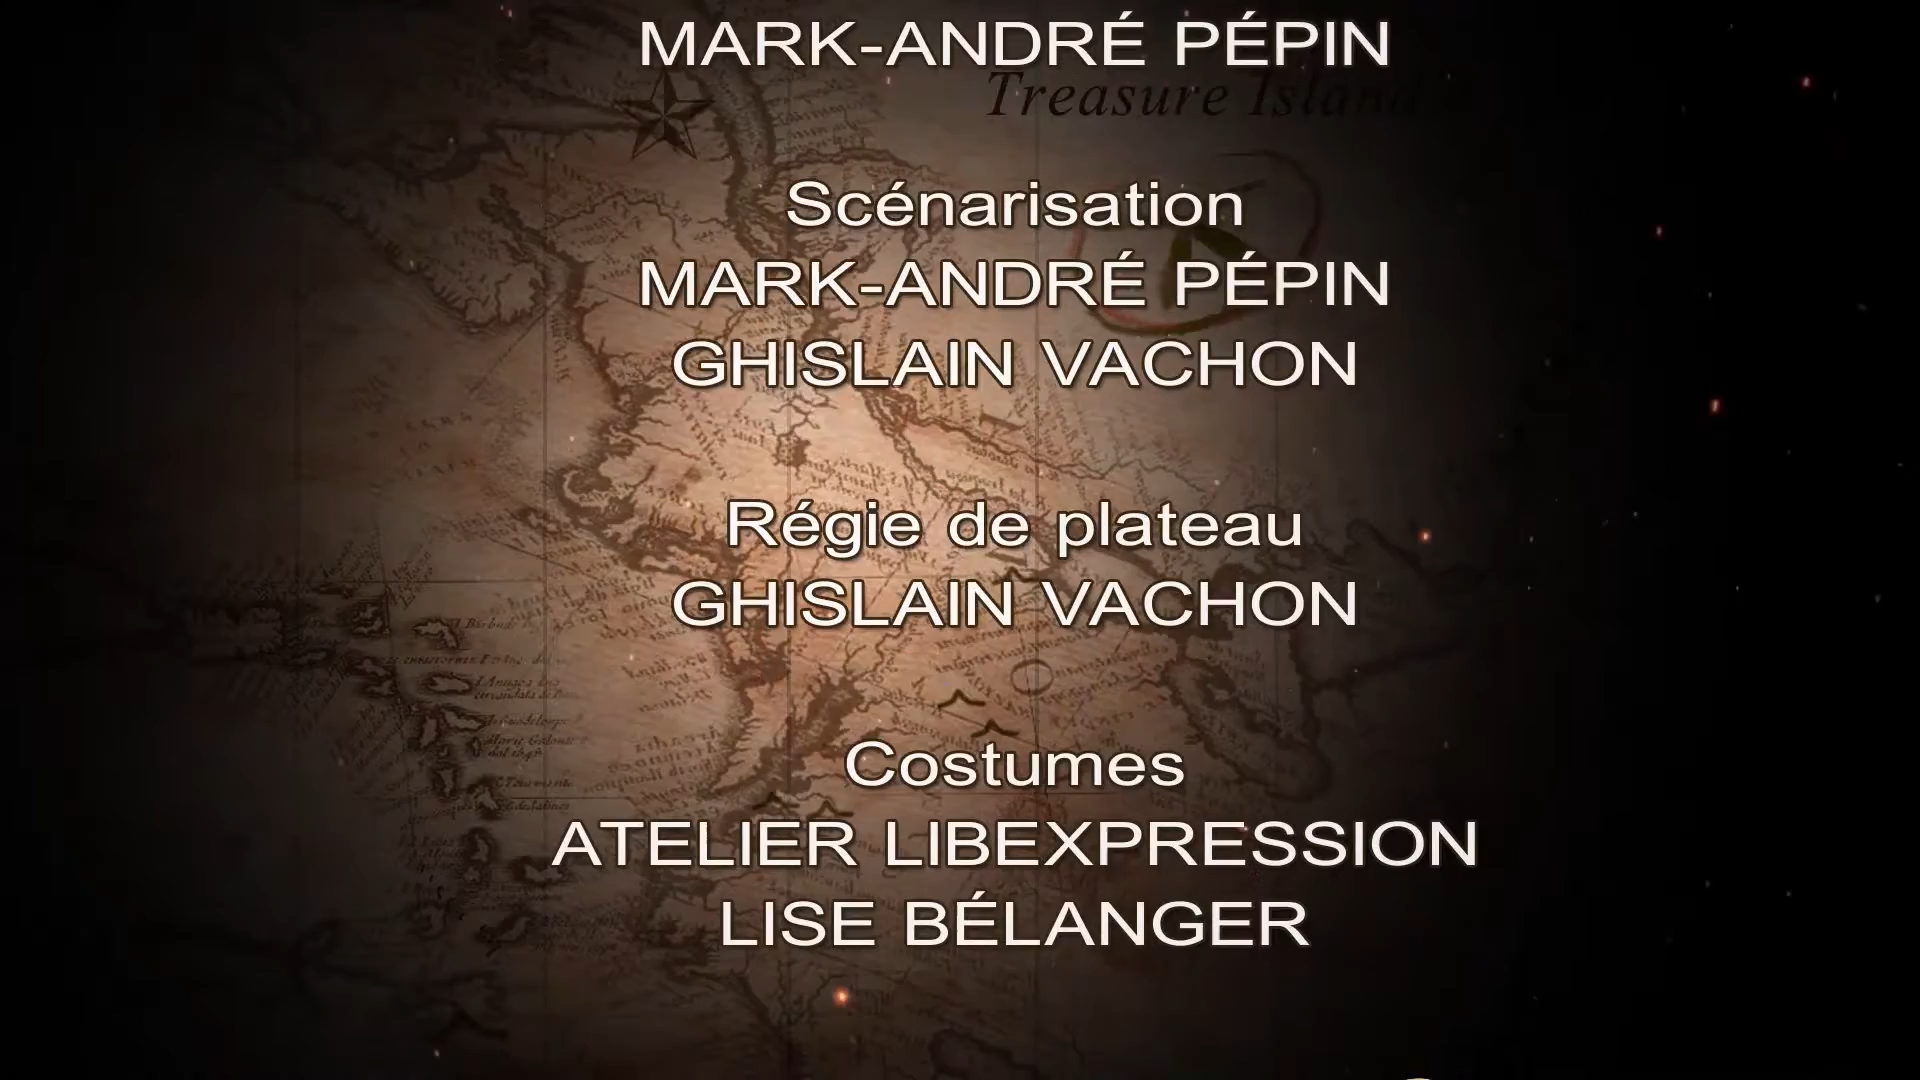 MARK-ANDRÉ PÉPIN
Treasure Island
Scénarisation
MARK-ANDRÉ PÉPIN
GHISLAIN VACHON
Régie de plateau
GHISLAIN VACHON
Costumes
ATELIER LIBEXPRESSION
LISE BÉLANGER